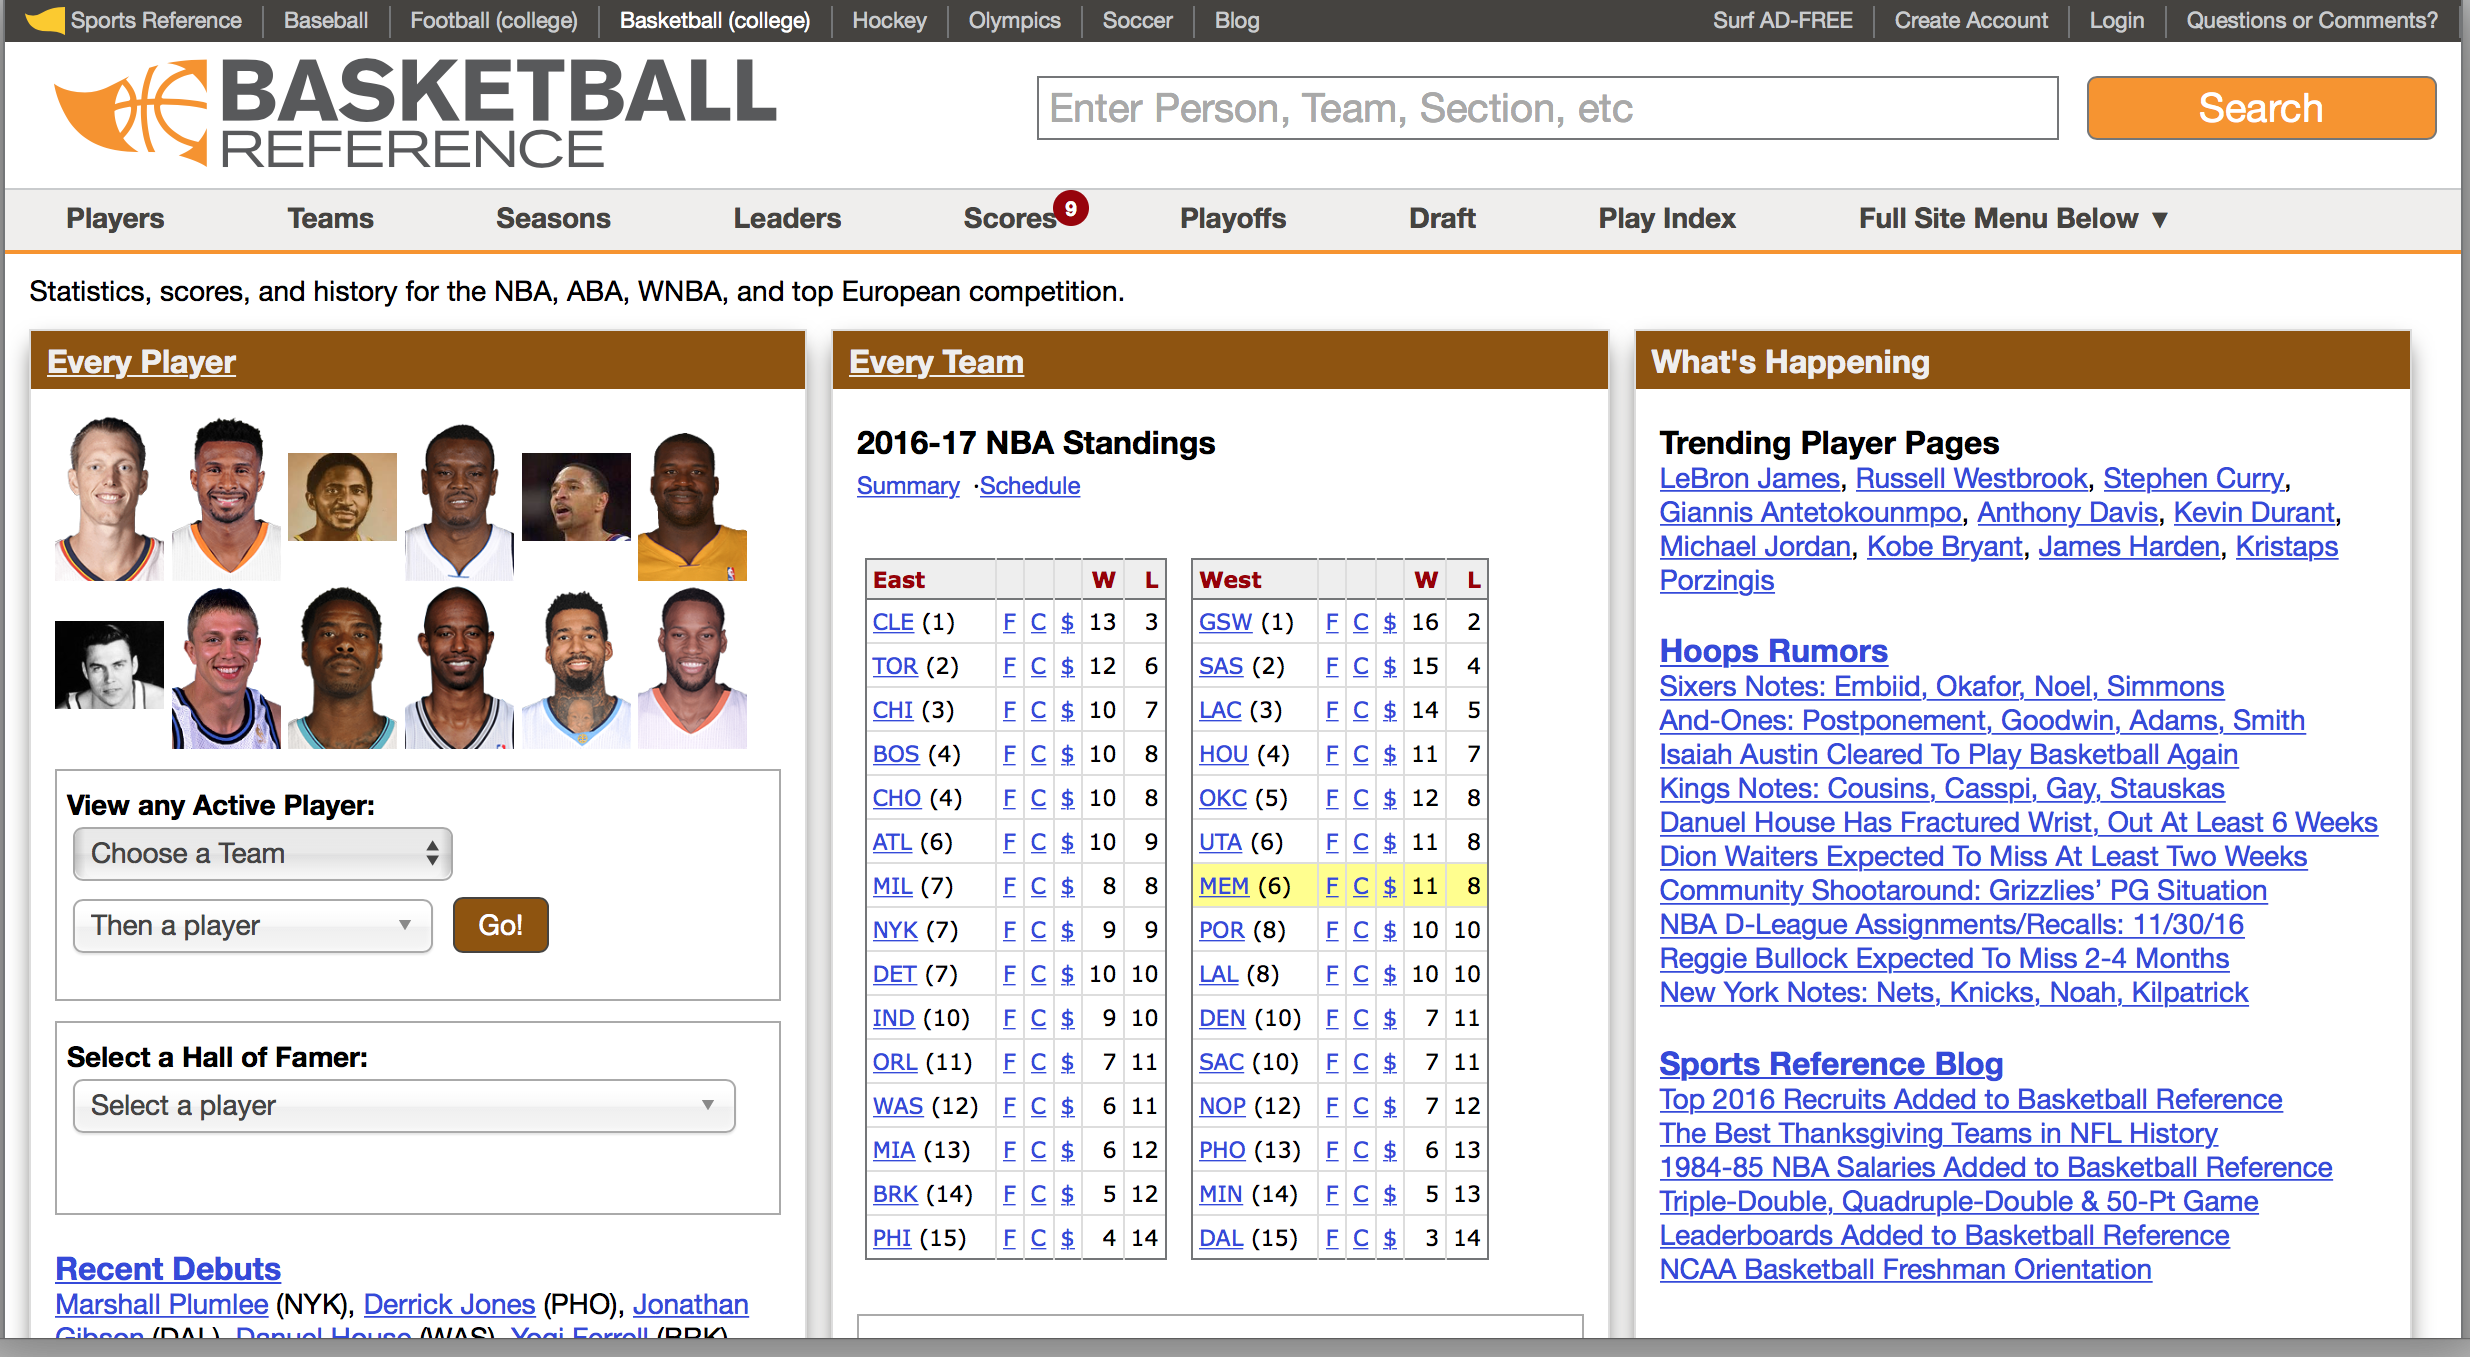 Sports Reference Baseball Football (college) Basketball (college) Hockey Olympics Soccer Blog Surf AD-FREE Create Account Login Questions or Comments?
BASKETBALL
REFERENCE
Enter Person, Team, Section, etc Search
Players Teams Seasons Leaders Scores 9 Playoffs Draft Play Index Full Site Menu Below ▼
Statistics, scores, and history for the NBA, ABA, WNBA, and top European competition.
Every Player
View any Active Player:
Choose a Team
Then a player Go!
Select a Hall of Famer:
Select a player
Recent Debuts
Marshall Plumlee (NYK), Derrick Jones (PHO), Jonathan
Gibson (DAL), Danuel House (WAS), Yogi Ferrell (BRK)
Every Team
2016-17 NBA Standings
Summary ·Schedule
East W L
CLE (1) F C $ 13 3
TOR (2) F C $ 12 6
CHI (3) F C $ 10 7
BOS (4) F C $ 10 8
CHO (4) F C $ 10 8
ATL (6) F C $ 10 9
MIL (7) F C $ 8 8
NYK (7) F C $ 9 9
DET (7) F C $ 10 10
IND (10) F C $ 9 10
ORL (11) F C $ 7 11
WAS (12) F C $ 6 11
MIA (13) F C $ 6 12
BRK (14) F C $ 5 12
PHI (15) F C $ 4 14
West W L
GSW (1) F C $ 16 2
SAS (2) F C $ 15 4
LAC (3) F C $ 14 5
HOU (4) F C $ 11 7
OKC (5) F C $ 12 8
UTA (6) F C $ 11 8
MEM (6) F C $ 11 8
POR (8) F C $ 10 10
LAL (8) F C $ 10 10
DEN (10) F C $ 7 11
SAC (10) F C $ 7 11
NOP (12) F C $ 7 12
PHO (13) F C $ 6 13
MIN (14) F C $ 5 13
DAL (15) F C $ 3 14
What's Happening
Trending Player Pages
LeBron James, Russell Westbrook, Stephen Curry,
Giannis Antetokounmpo, Anthony Davis, Kevin Durant,
Michael Jordan, Kobe Bryant, James Harden, Kristaps
Porzingis
Hoops Rumors
Sixers Notes: Embiid, Okafor, Noel, Simmons
And-Ones: Postponement, Goodwin, Adams, Smith
Isaiah Austin Cleared To Play Basketball Again
Kings Notes: Cousins, Casspi, Gay, Stauskas
Danuel House Has Fractured Wrist, Out At Least 6 Weeks
Dion Waiters Expected To Miss At Least Two Weeks
Community Shootaround: Grizzlies’ PG Situation
NBA D-League Assignments/Recalls: 11/30/16
Reggie Bullock Expected To Miss 2-4 Months
New York Notes: Nets, Knicks, Noah, Kilpatrick
Sports Reference Blog
Top 2016 Recruits Added to Basketball Reference
The Best Thanksgiving Teams in NFL History
1984-85 NBA Salaries Added to Basketball Reference
Triple-Double, Quadruple-Double & 50-Pt Game
Leaderboards Added to Basketball Reference
NCAA Basketball Freshman Orientation